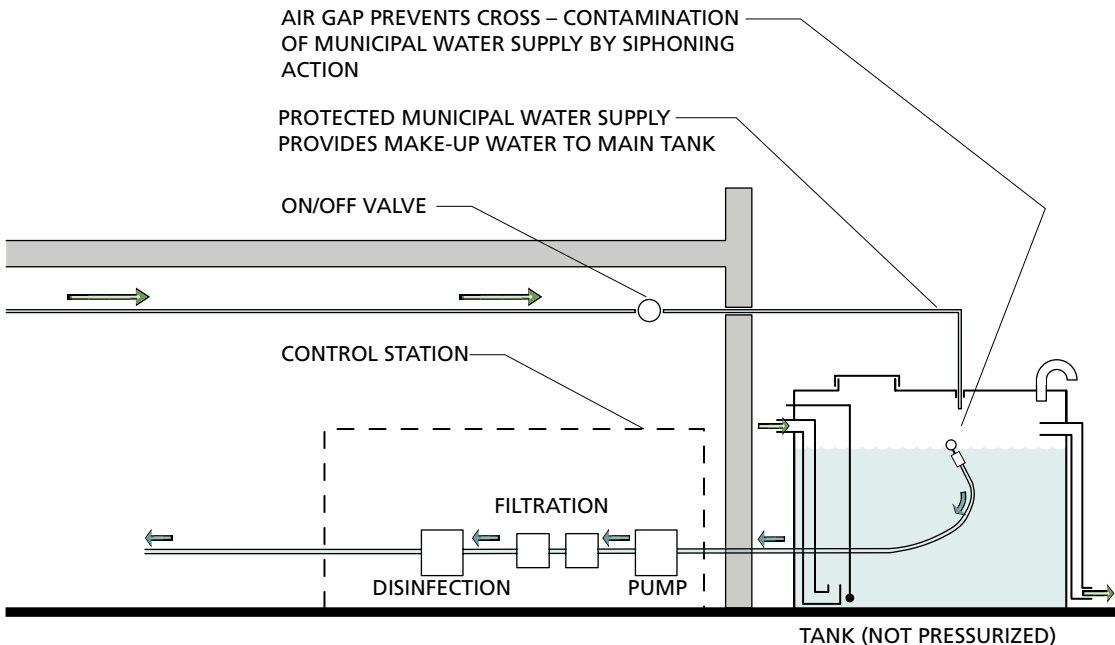 AIR GAP PREVENTS CROSS – CONTAMINATION
OF MUNICIPAL WATER SUPPLY BY SIPHONING
ACTION
PROTECTED MUNICIPAL WATER SUPPLY
PROVIDES MAKE-UP WATER TO MAIN TANK
ON/OFF VALVE
CONTROL STATION
FILTRATION
DISINFECTION
PUMP
TANK (NOT PRESSURIZED)